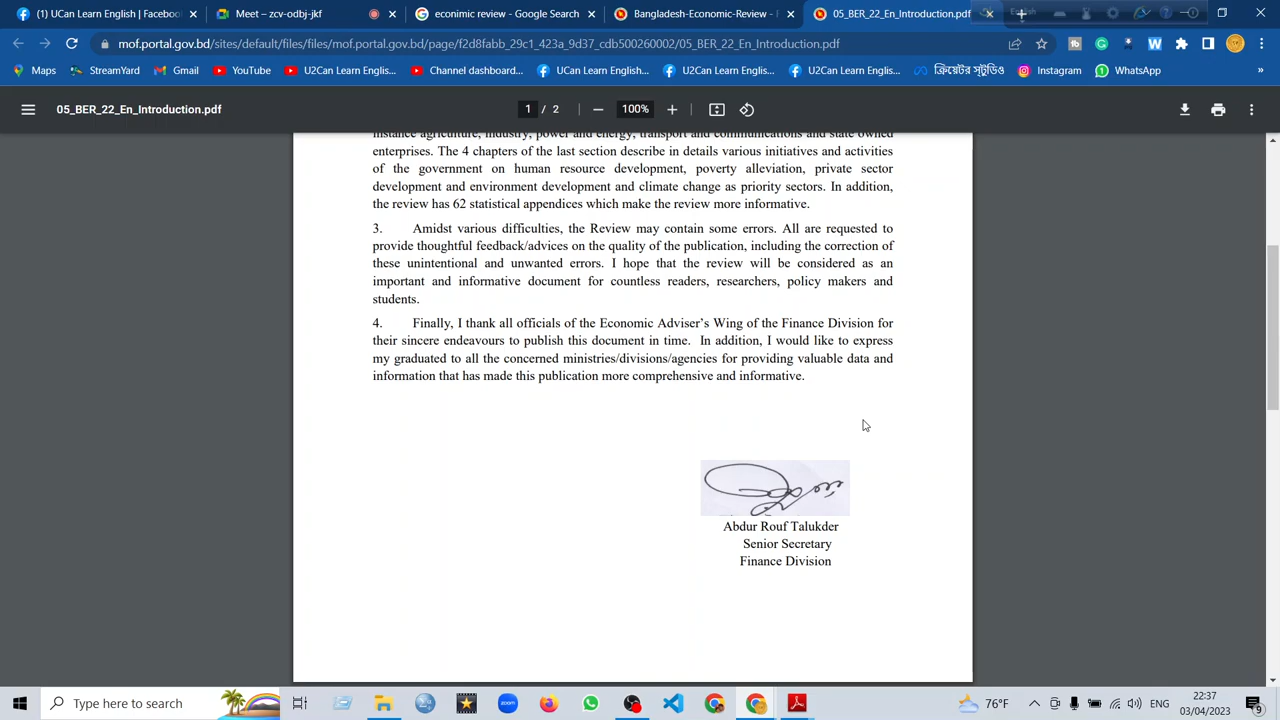 UCan Learn English | Facebook
Meet – zcv-odbj-jkf
econimic review - Google Search
Bangladesh-Economic-Review -
05_BER_22_En_Introduction.pdf
English
mof.portal.gov.bd/sites/default/files/files/mof.portal.gov.bd/page/f2d8fabb_29c1_423a_9d37_cdb500260002/05_BER_22_En_Introduction.pdf
Maps
StreamYard
Gmail
YouTube
U2Can Learn Englis...
Channel dashboard...
UCan Learn English...
U2Can Learn Englis...
U2Can Learn Englis...
ক্রিয়েটর স্টুডিও
Instagram
WhatsApp
»
05_BER_22_En_Introduction.pdf
1 / 2
100%
instance agriculture, industry, power and energy, transport and communications and state owned
enterprises. The 4 chapters of the last section describe in details various initiatives and activities
of the government on human resource development, poverty alleviation, private sector
development and environment development and climate change as priority sectors. In addition,
the review has 62 statistical appendices which make the review more informative.
3. Amidst various difficulties, the Review may contain some errors. All are requested to
provide thoughtful feedback/advices on the quality of the publication, including the correction of
these unintentional and unwanted errors. I hope that the review will be considered as an
important and informative document for countless readers, researchers, policy makers and
students.
4. Finally, I thank all officials of the Economic Adviser's Wing of the Finance Division for
their sincere endeavours to publish this document in time. In addition, I would like to express
my graduated to all the concerned ministries/divisions/agencies for providing valuable data and
information that has made this publication more comprehensive and informative.
Abdur Rouf Talukder
Senior Secretary
Finance Division
Type here to search
zoom
76°F
ENG
22:37
03/04/2023
9